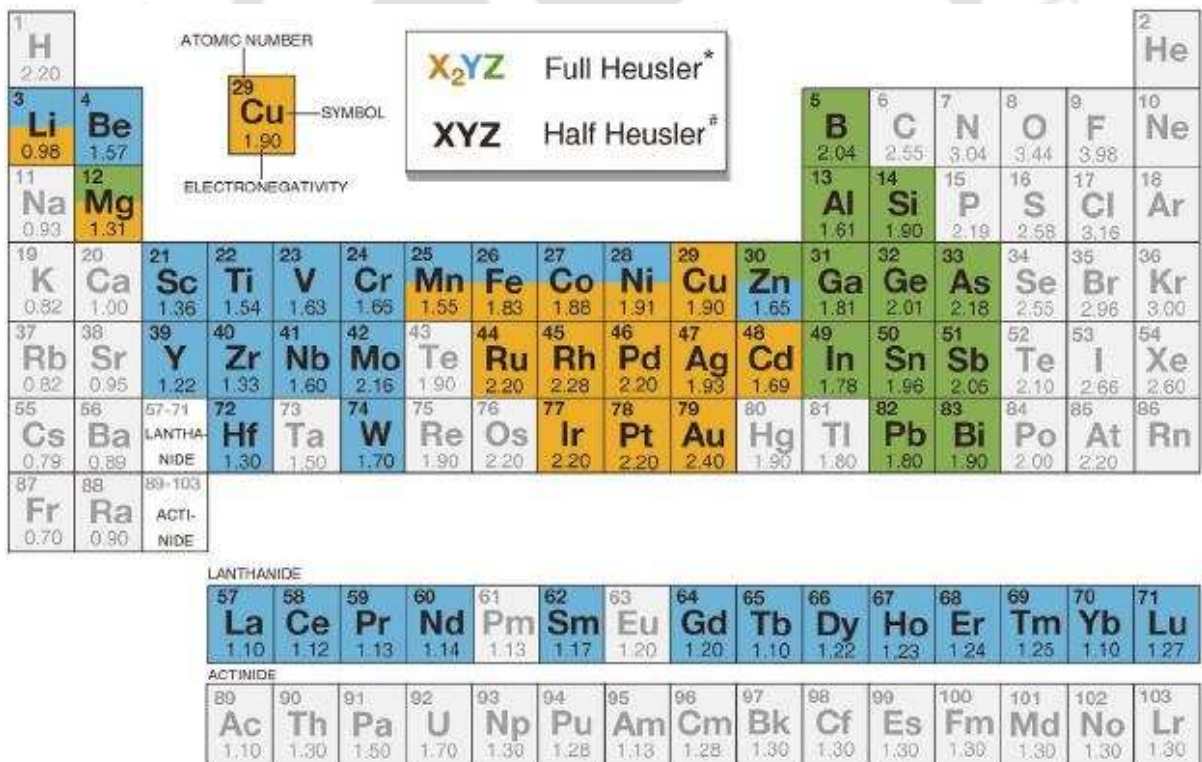 1 2
H He
2.20
ATOMIC NUMBER
29
Cu
1.90
SYMBOL
ELECTRONEGATIVITY
X₂YZ Full Heusler*
XYZ Half Heusler#
3 4 5 6 7 8 9 10
Li Be B C N O F Ne
0.98 1.57 2.04 2.55 3.04 3.44 3.98
11 12 13 14 15 16 17 18
Na Mg Al Si P S Cl Ar
0.93 1.31 1.61 1.90 2.19 2.58 3.16
19 20 21 22 23 24 25 26 27 28 29 30 31 32 33 34 35 36
K Ca Sc Ti V Cr Mn Fe Co Ni Cu Zn Ga Ge As Se Br Kr
0.82 1.00 1.36 1.54 1.63 1.66 1.55 1.83 1.88 1.91 1.90 1.65 1.81 2.01 2.18 2.55 2.96 3.00
37 38 39 40 41 42 43 44 45 46 47 48 49 50 51 52 53 54
Rb Sr Y Zr Nb Mo Te Ru Rh Pd Ag Cd In Sn Sb Te I Xe
0.82 0.95 1.22 1.33 1.60 2.16 1.90 2.20 2.28 2.20 1.93 1.69 1.78 1.96 2.05 2.10 2.66 2.60
55 56 57-71 72 73 74 75 76 77 78 79 80 81 82 83 84 85 86
Cs Ba LANTHA- Hf Ta W Re Os Ir Pt Au Hg Tl Pb Bi Po At Rn
0.79 0.89 NIDE 1.30 1.50 1.70 1.90 2.20 2.20 2.20 2.40 1.90 1.80 1.80 1.90 2.00 2.20
87 88 89-103
Fr Ra ACTI-
0.70 0.90 NIDE
LANTHANIDE
57 58 59 60 61 62 63 64 65 66 67 68 69 70 71
La Ce Pr Nd Pm Sm Eu Gd Tb Dy Ho Er Tm Yb Lu
1.10 1.12 1.13 1.14 1.13 1.17 1.20 1.20 1.10 1.22 1.23 1.24 1.25 1.10 1.27
ACTINIDE
89 90 91 92 93 94 95 96 97 98 99 100 101 102 103
Ac Th Pa U Np Pu Am Cm Bk Cf Es Fm Md No Lr
1.10 1.30 1.50 1.70 1.30 1.28 1.13 1.28 1.30 1.30 1.30 1.30 1.30 1.30 1.30